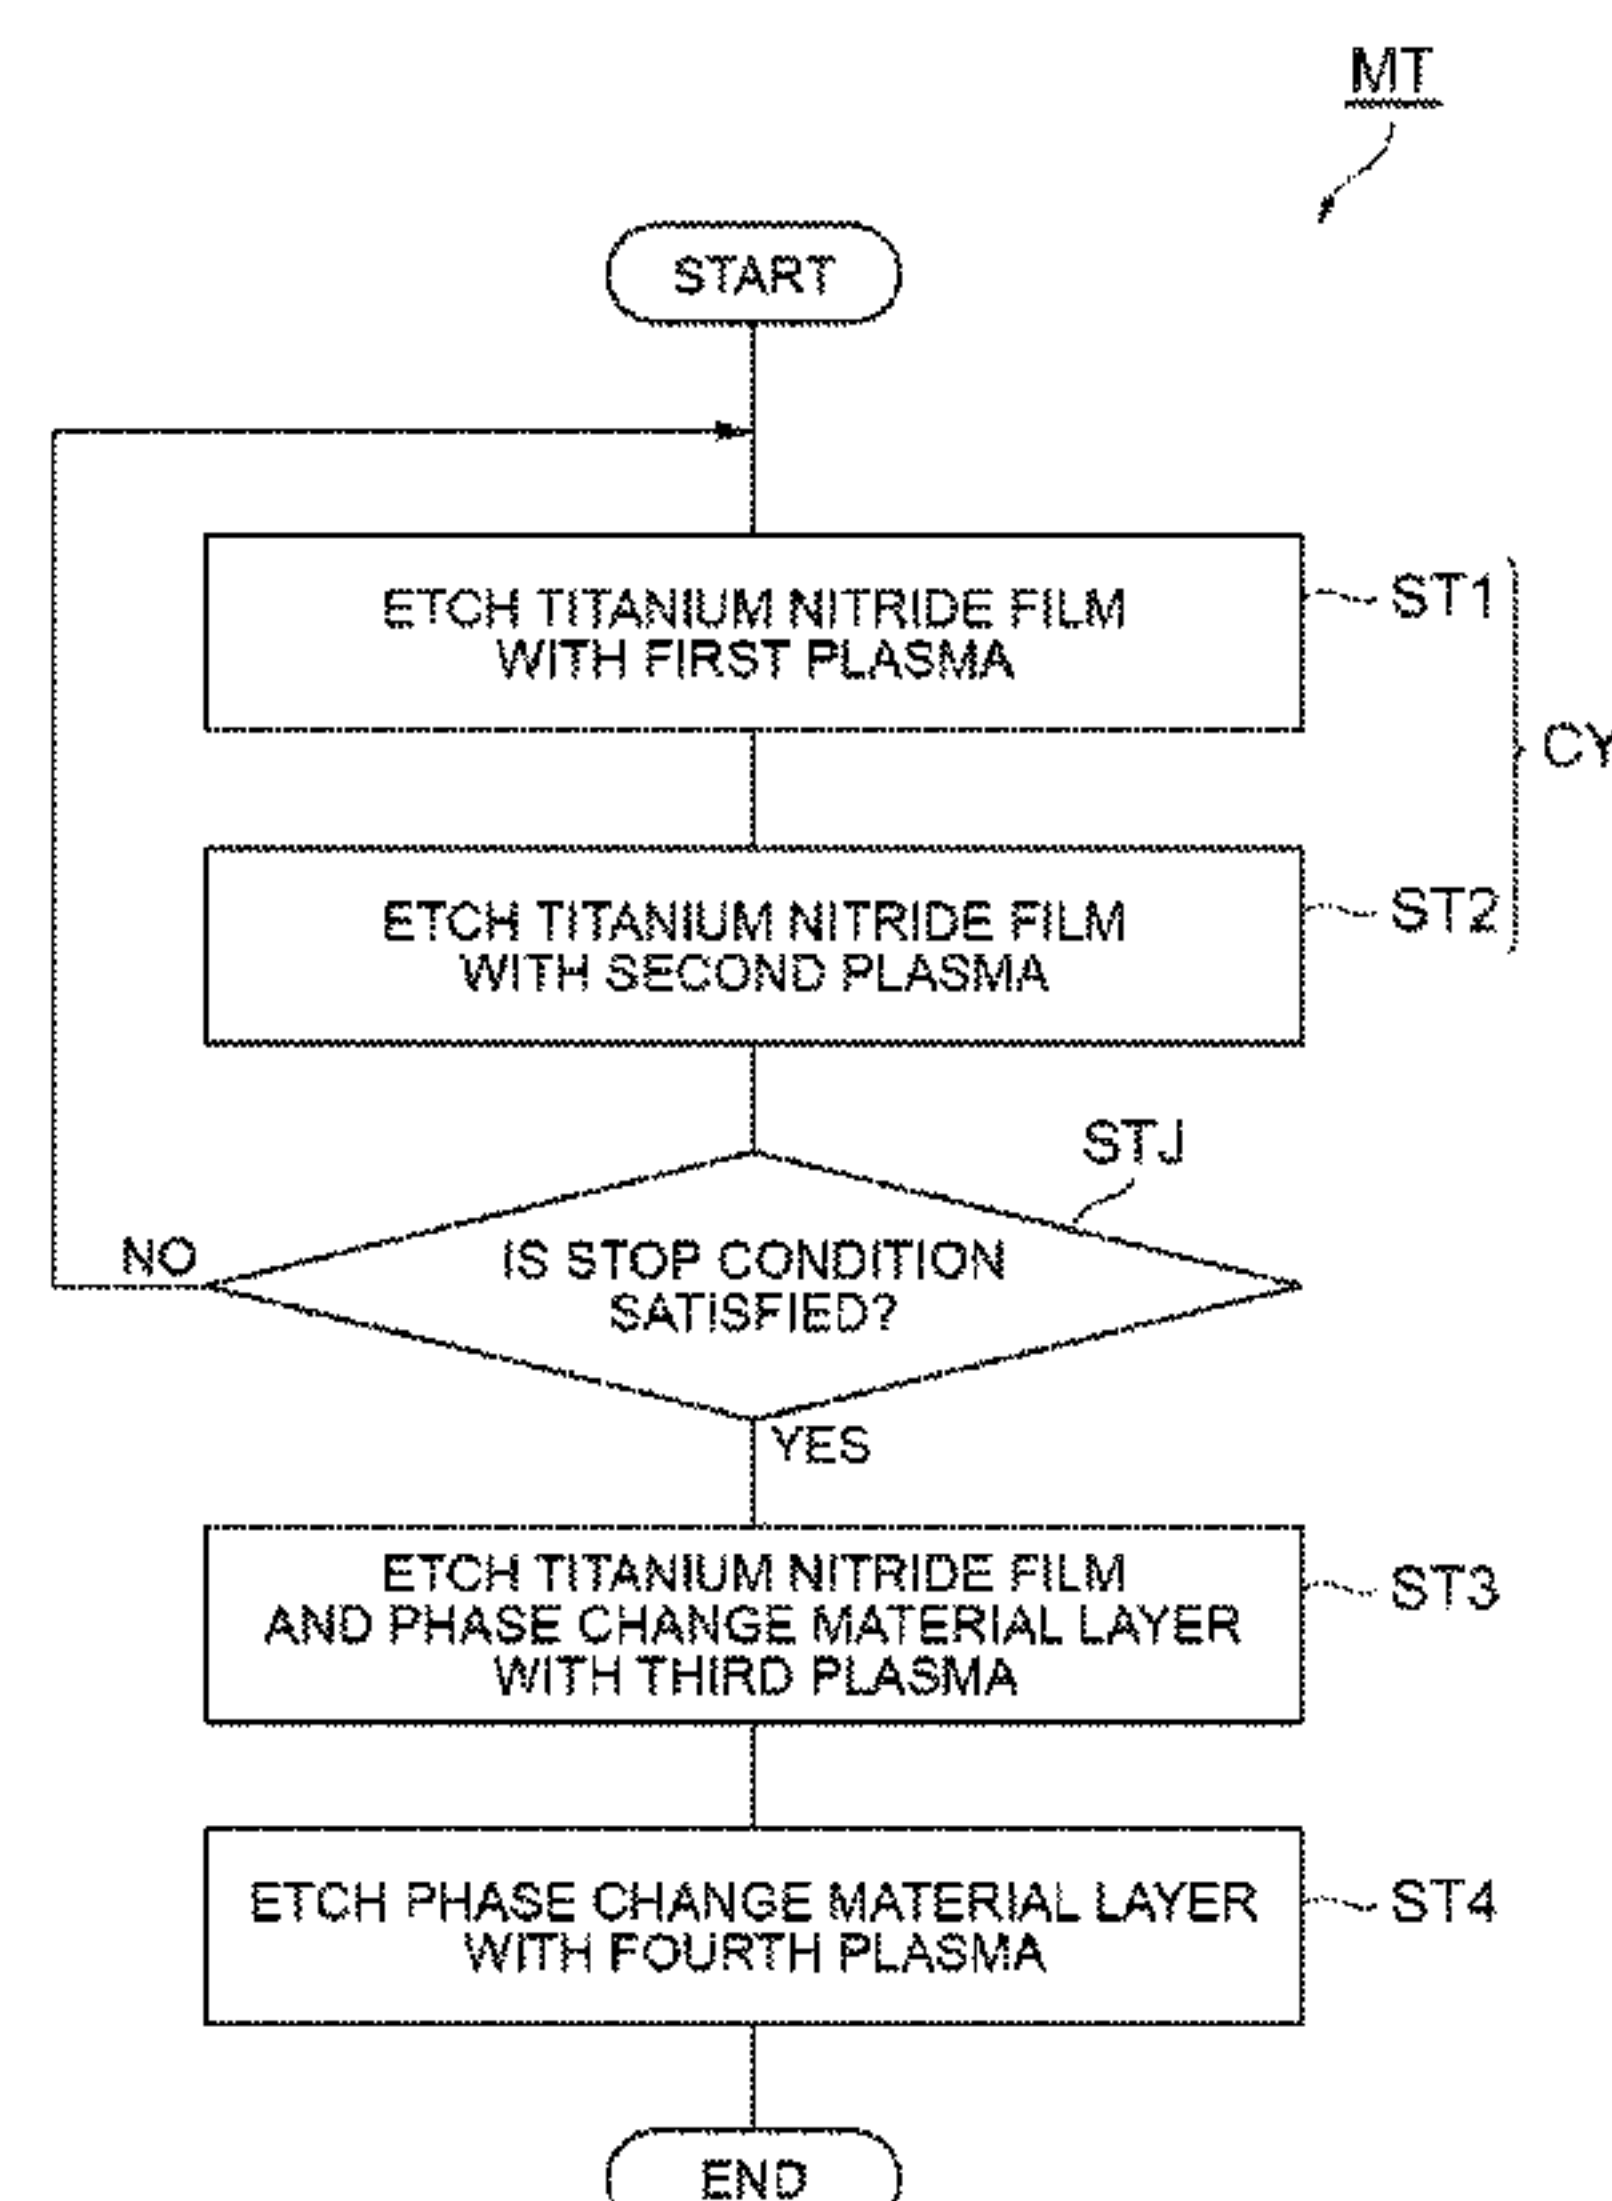 MT
START
ETCH TITANIUM NITRIDE FILM
WITH FIRST PLASMA
ST1
CY
ETCH TITANIUM NITRIDE FILM
WITH SECOND PLASMA
ST2
STJ
NO
IS STOP CONDITION
SATISFIED?
YES
ETCH TITANIUM NITRIDE FILM
AND PHASE CHANGE MATERIAL LAYER
WITH THIRD PLASMA
ST3
ETCH PHASE CHANGE MATERIAL LAYER
WITH FOURTH PLASMA
ST4
END